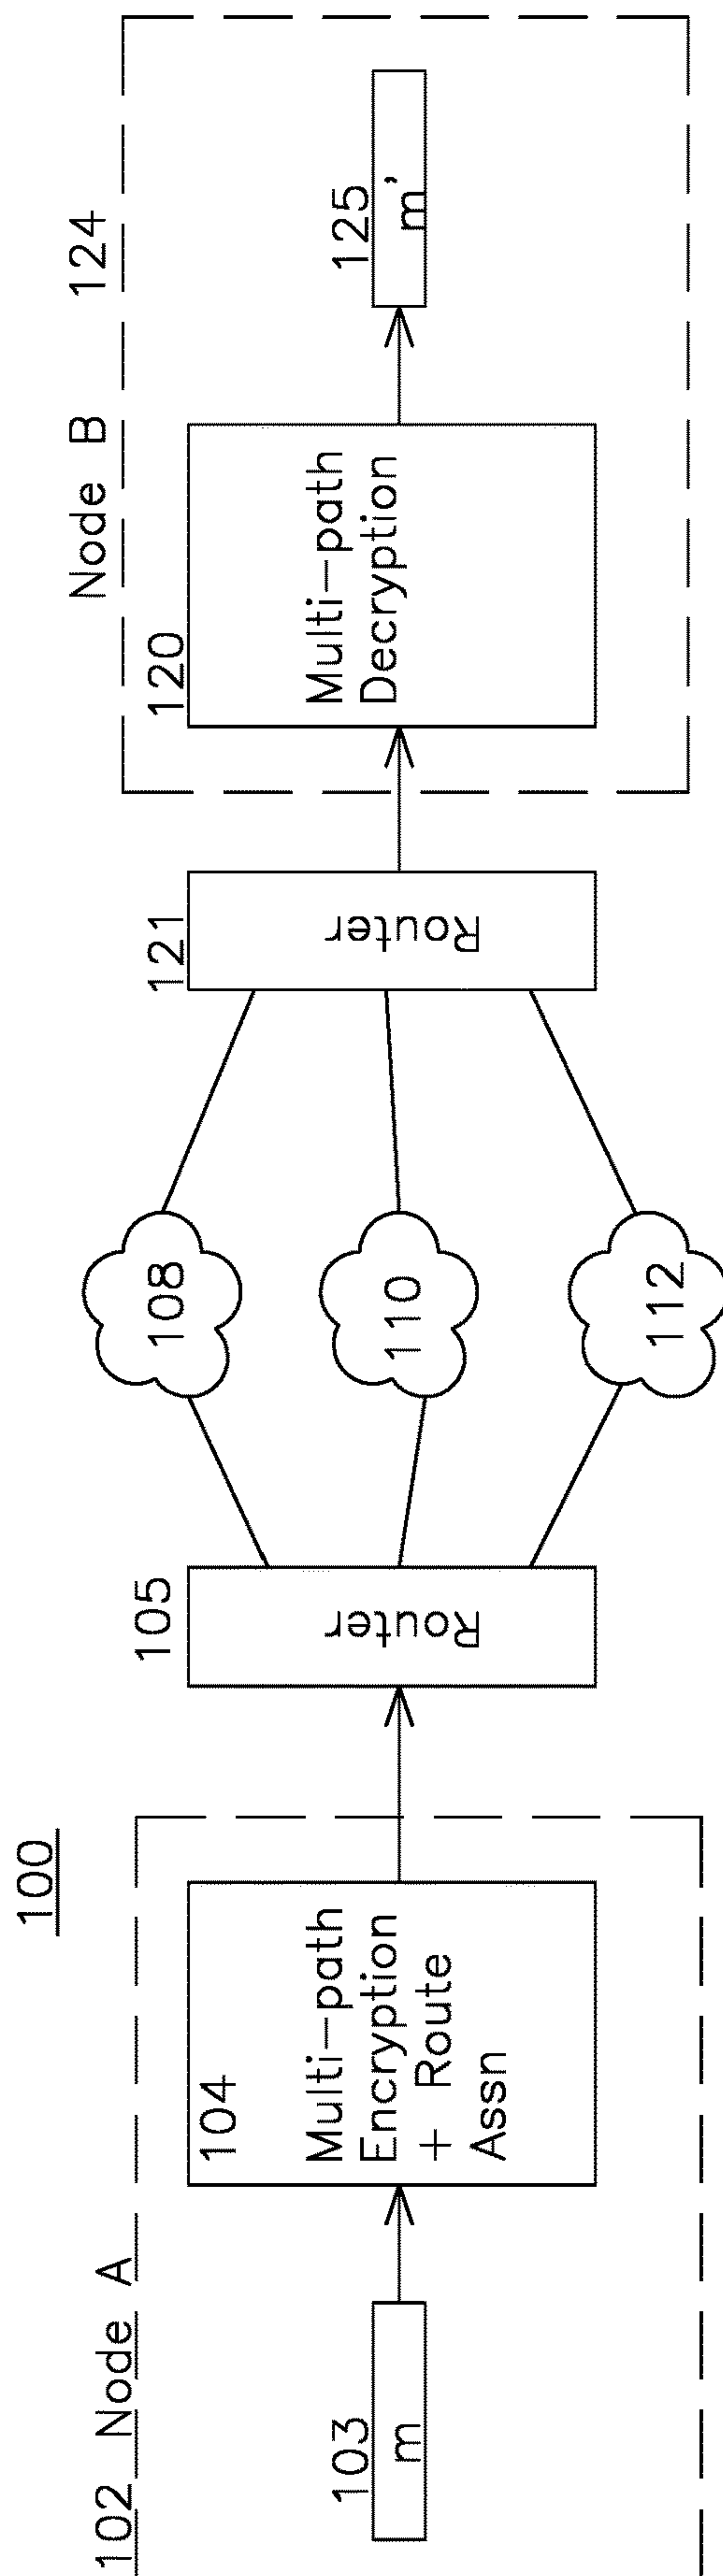 100
102 Node A
103
m
104
Multi-path
Encryption
+ Route
Assn
105
Router
108
110
112
121
Router
Node B 124
120
Multi-path
Decryption
125
m'